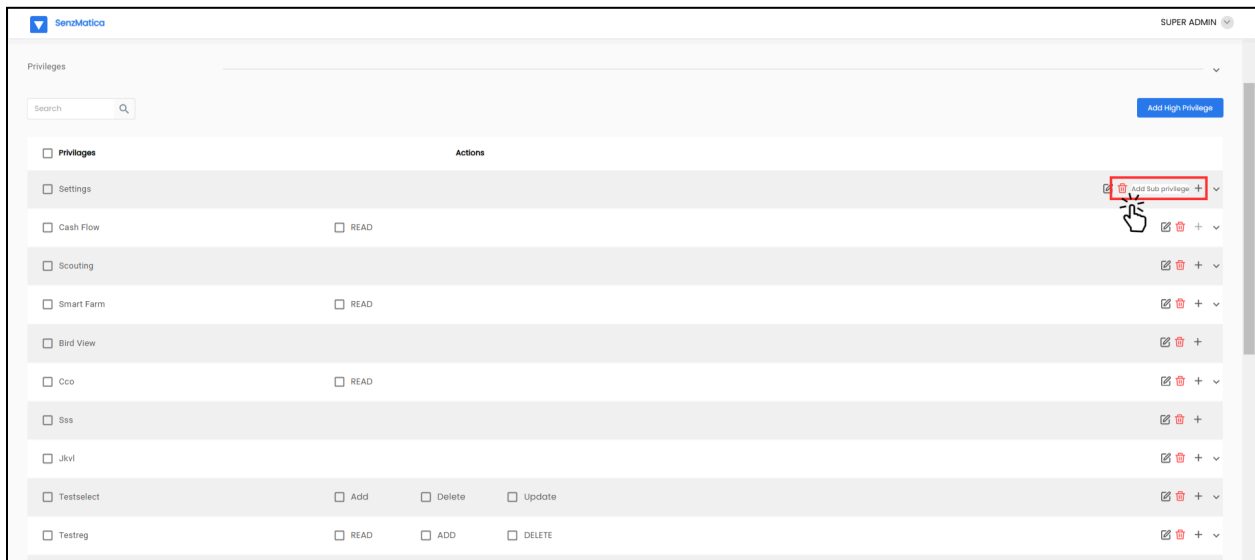 SenzMatica
SUPER ADMIN
Privileges
Search
Add High Privilege
Privilages Actions
Settings Add Sub privilege
Cash Flow READ
Scouting
Smart Farm READ
Bird View
Cco READ
Sss
Jkvl
Testselect Add Delete Update
Testreg READ ADD DELETE